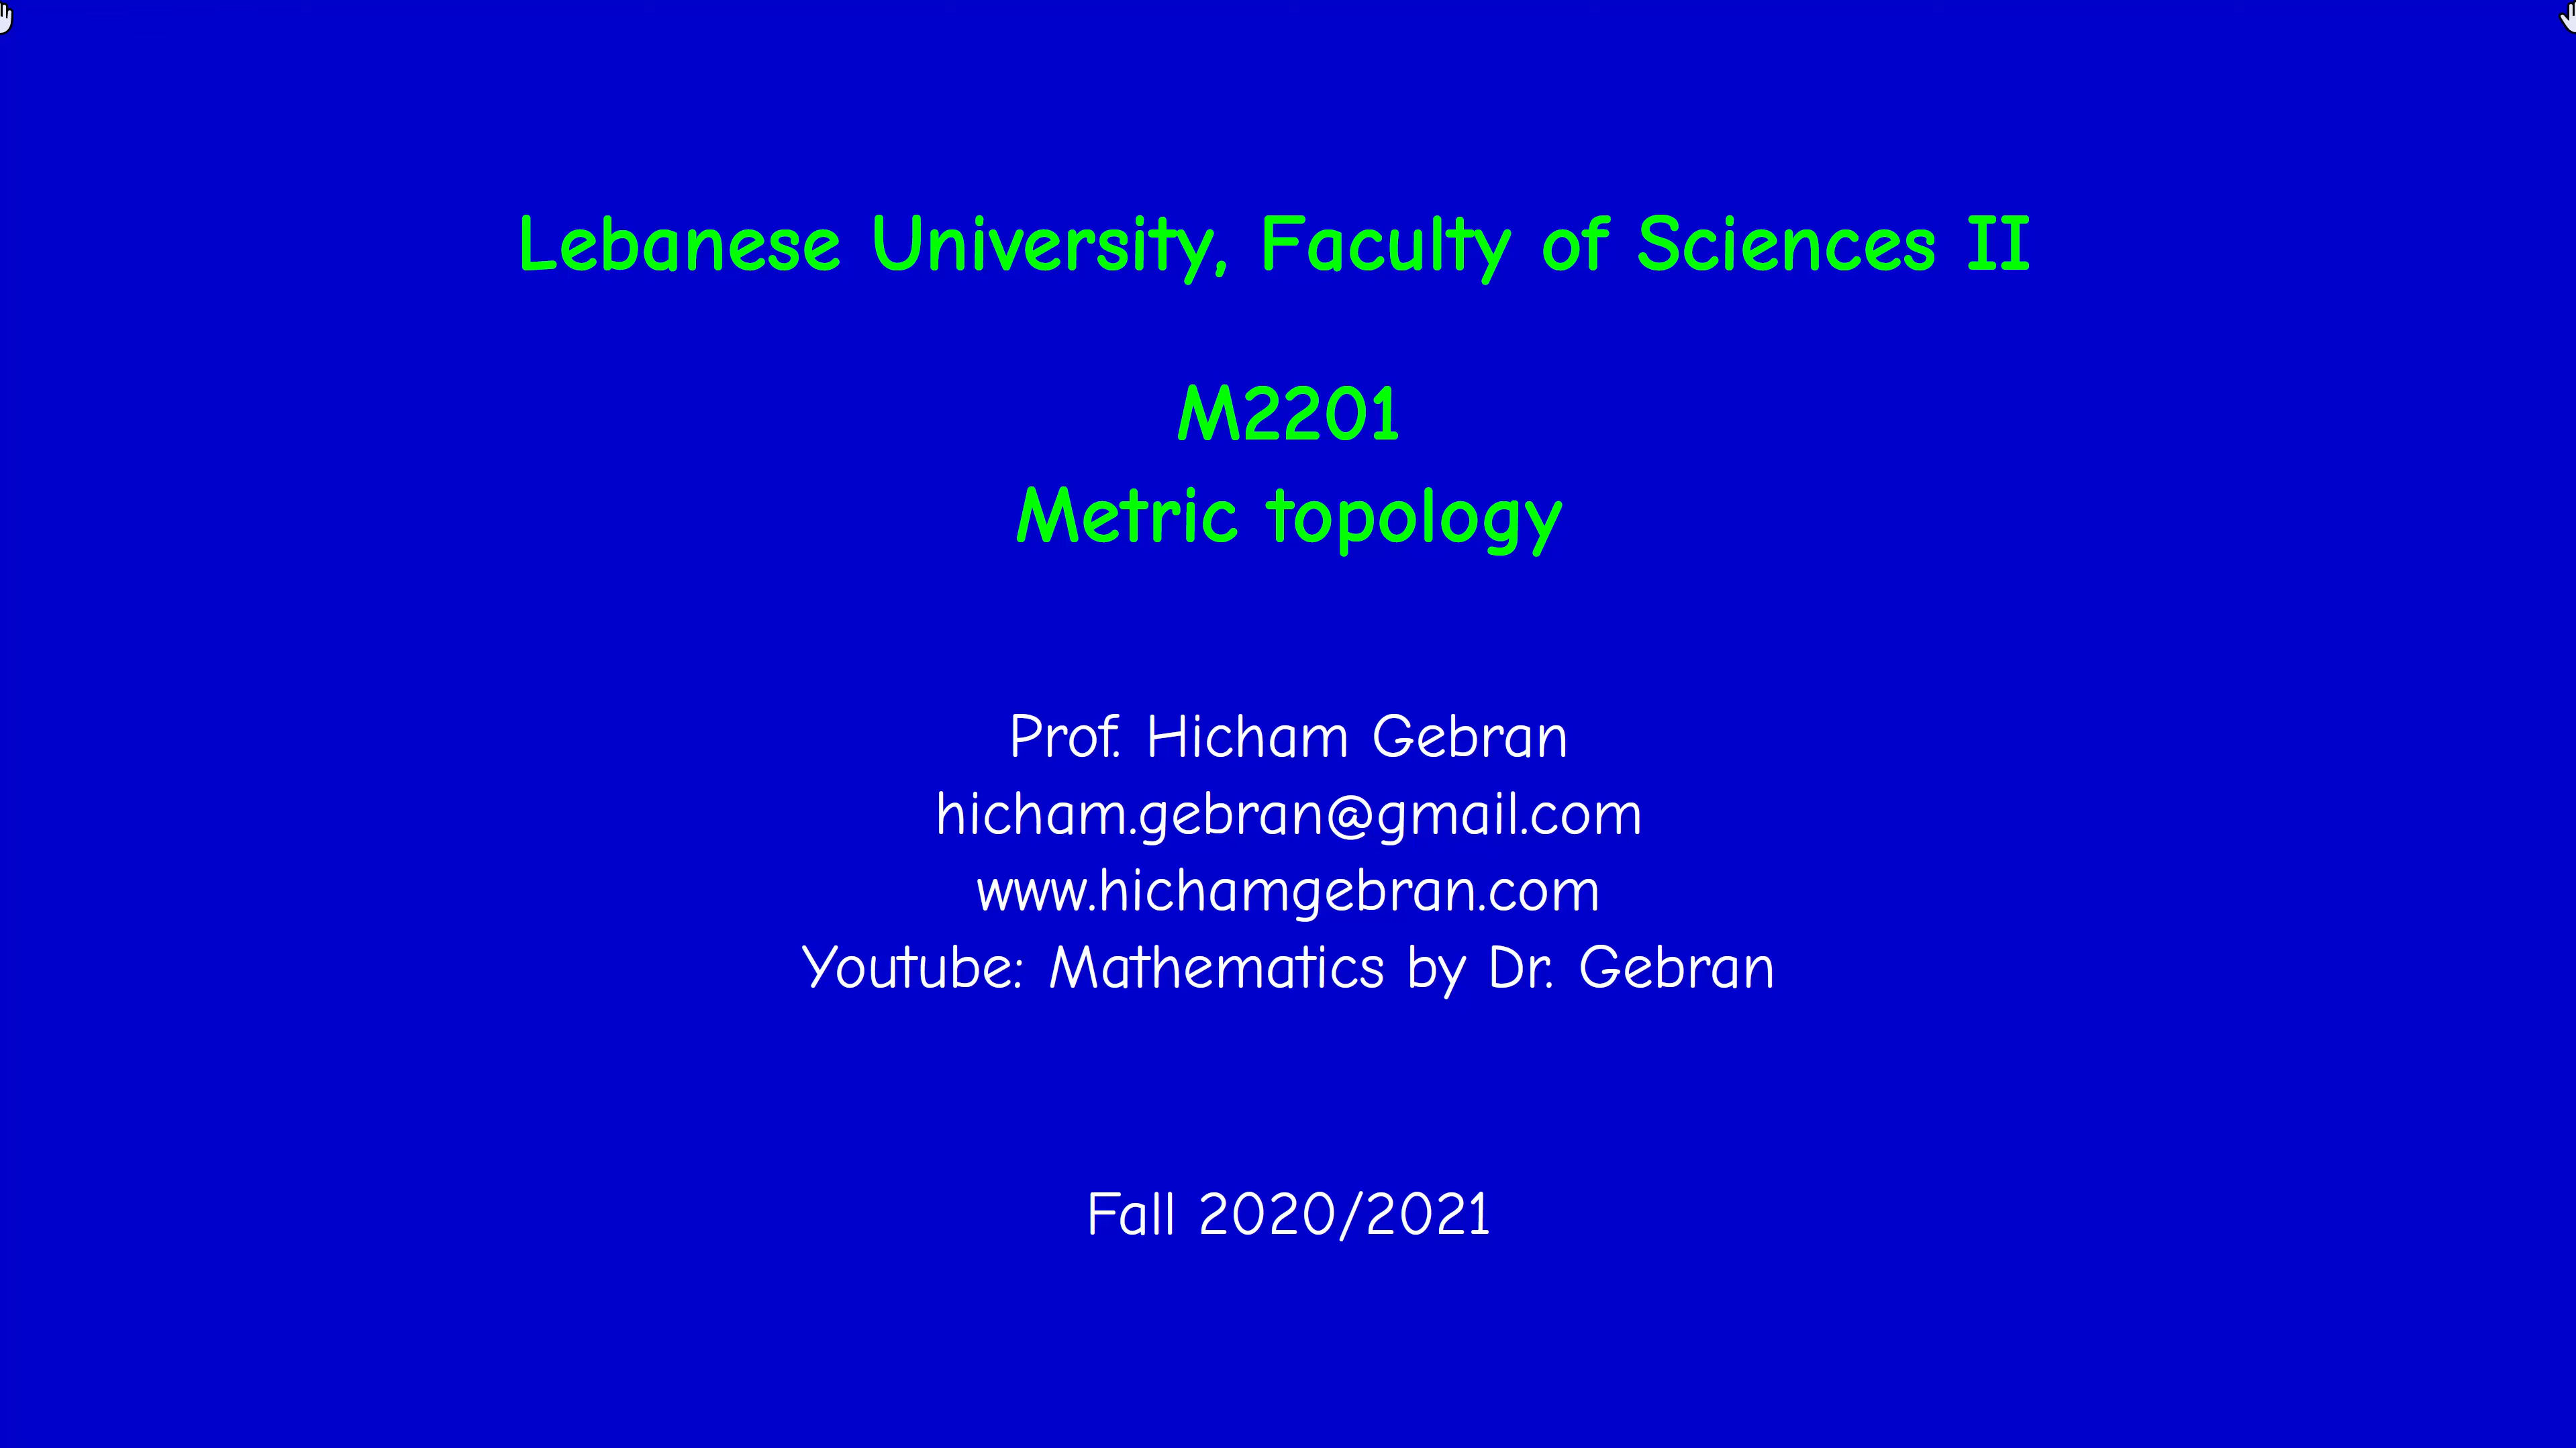 Lebanese University, Faculty of Sciences II
M2201
Metric topology
Prof. Hicham Gebran
hicham.gebran@gmail.com
www.hichamgebran.com
Youtube: Mathematics by Dr. Gebran
Fall 2020/2021